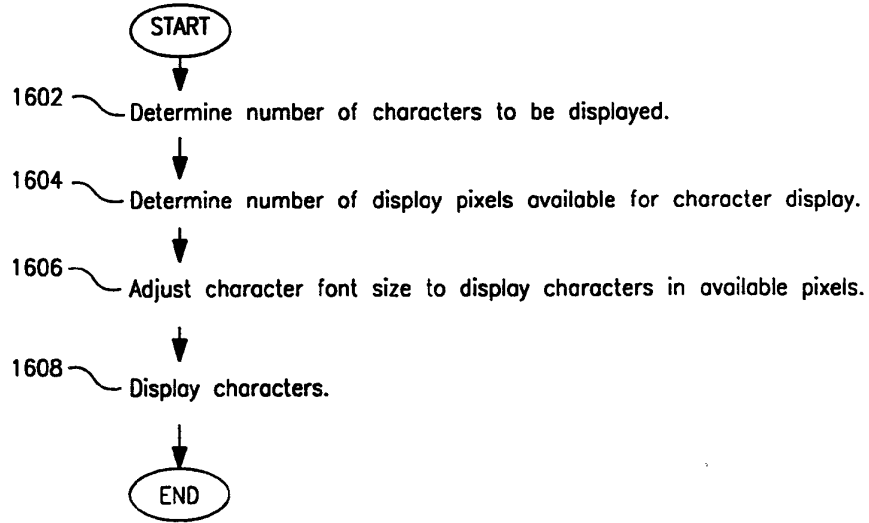 START
1602
Determine number of characters to be displayed.
1604
Determine number of display pixels available for character display.
1606
Adjust character font size to display characters in available pixels.
1608
Display characters.
END